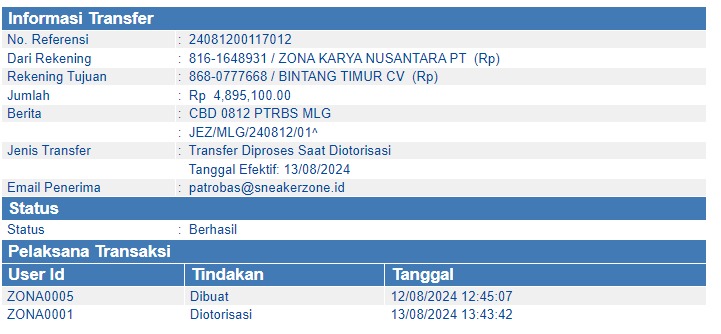 Informasi Transfer
No. Referensi : 24081200117012
Dari Rekening : 816-1648931 / ZONA KARYA NUSANTARA PT (Rp)
Rekening Tujuan : 868-0777668 / BINTANG TIMUR CV (Rp)
Jumlah : Rp 4,895,100.00
Berita : CBD 0812 PTRBS MLG
: JEZ/MLG/240812/01^
Jenis Transfer : Transfer Diproses Saat Diotorisasi
Tanggal Efektif: 13/08/2024
Email Penerima : patrobas@sneakerzone.id
Status
Status : Berhasil
Pelaksana Transaksi
User Id Tindakan Tanggal
ZONA0005 Dibuat 12/08/2024 12:45:07
ZONA0001 Diotorisasi 13/08/2024 13:43:42